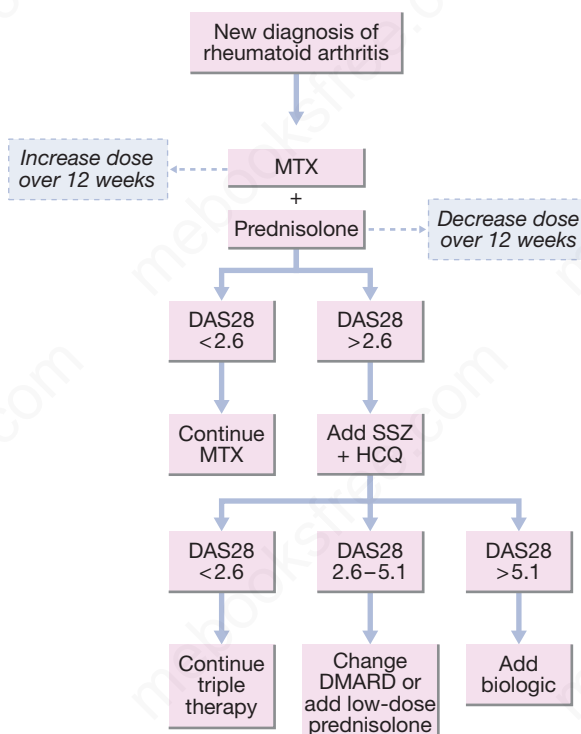 New diagnosis of
rheumatoid arthritis
Increase dose
over 12 weeks
MTX
+
Prednisolone
Decrease dose
over 12 weeks
DAS28
<2.6
DAS28
>2.6
Continue
MTX
Add SSZ
+ HCQ
DAS28
<2.6
DAS28
2.6–5.1
DAS28
>5.1
Continue
triple
therapy
Change
DMARD or
add low-dose
prednisolone
Add
biologic
mebooksfree.com